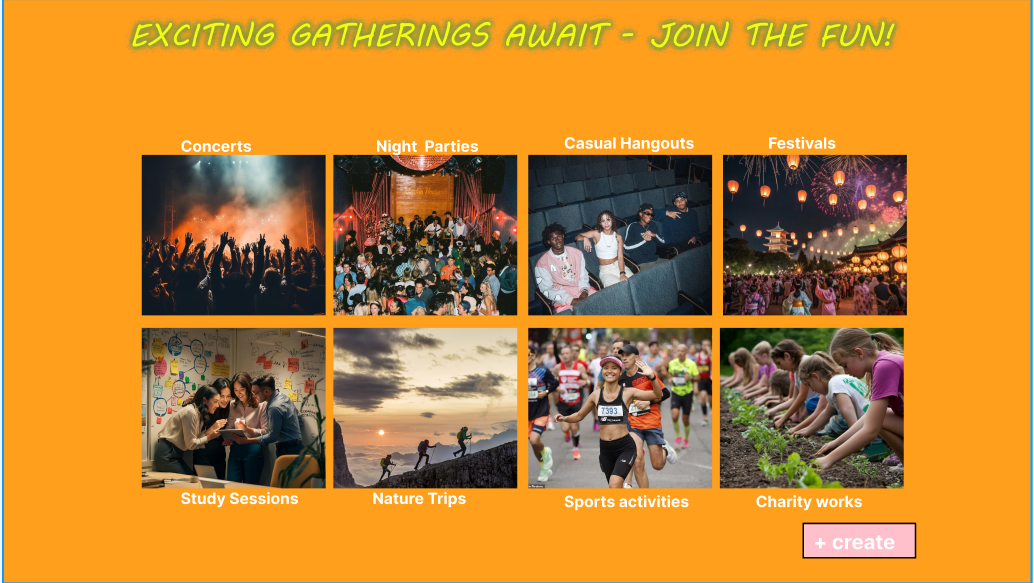 EXCITING GATHERINGS AWAIT - JOIN THE FUN!
Concerts
Night Parties
Casual Hangouts
Festivals
7393
Study Sessions
Nature Trips
Sports activities
Charity works
+ create